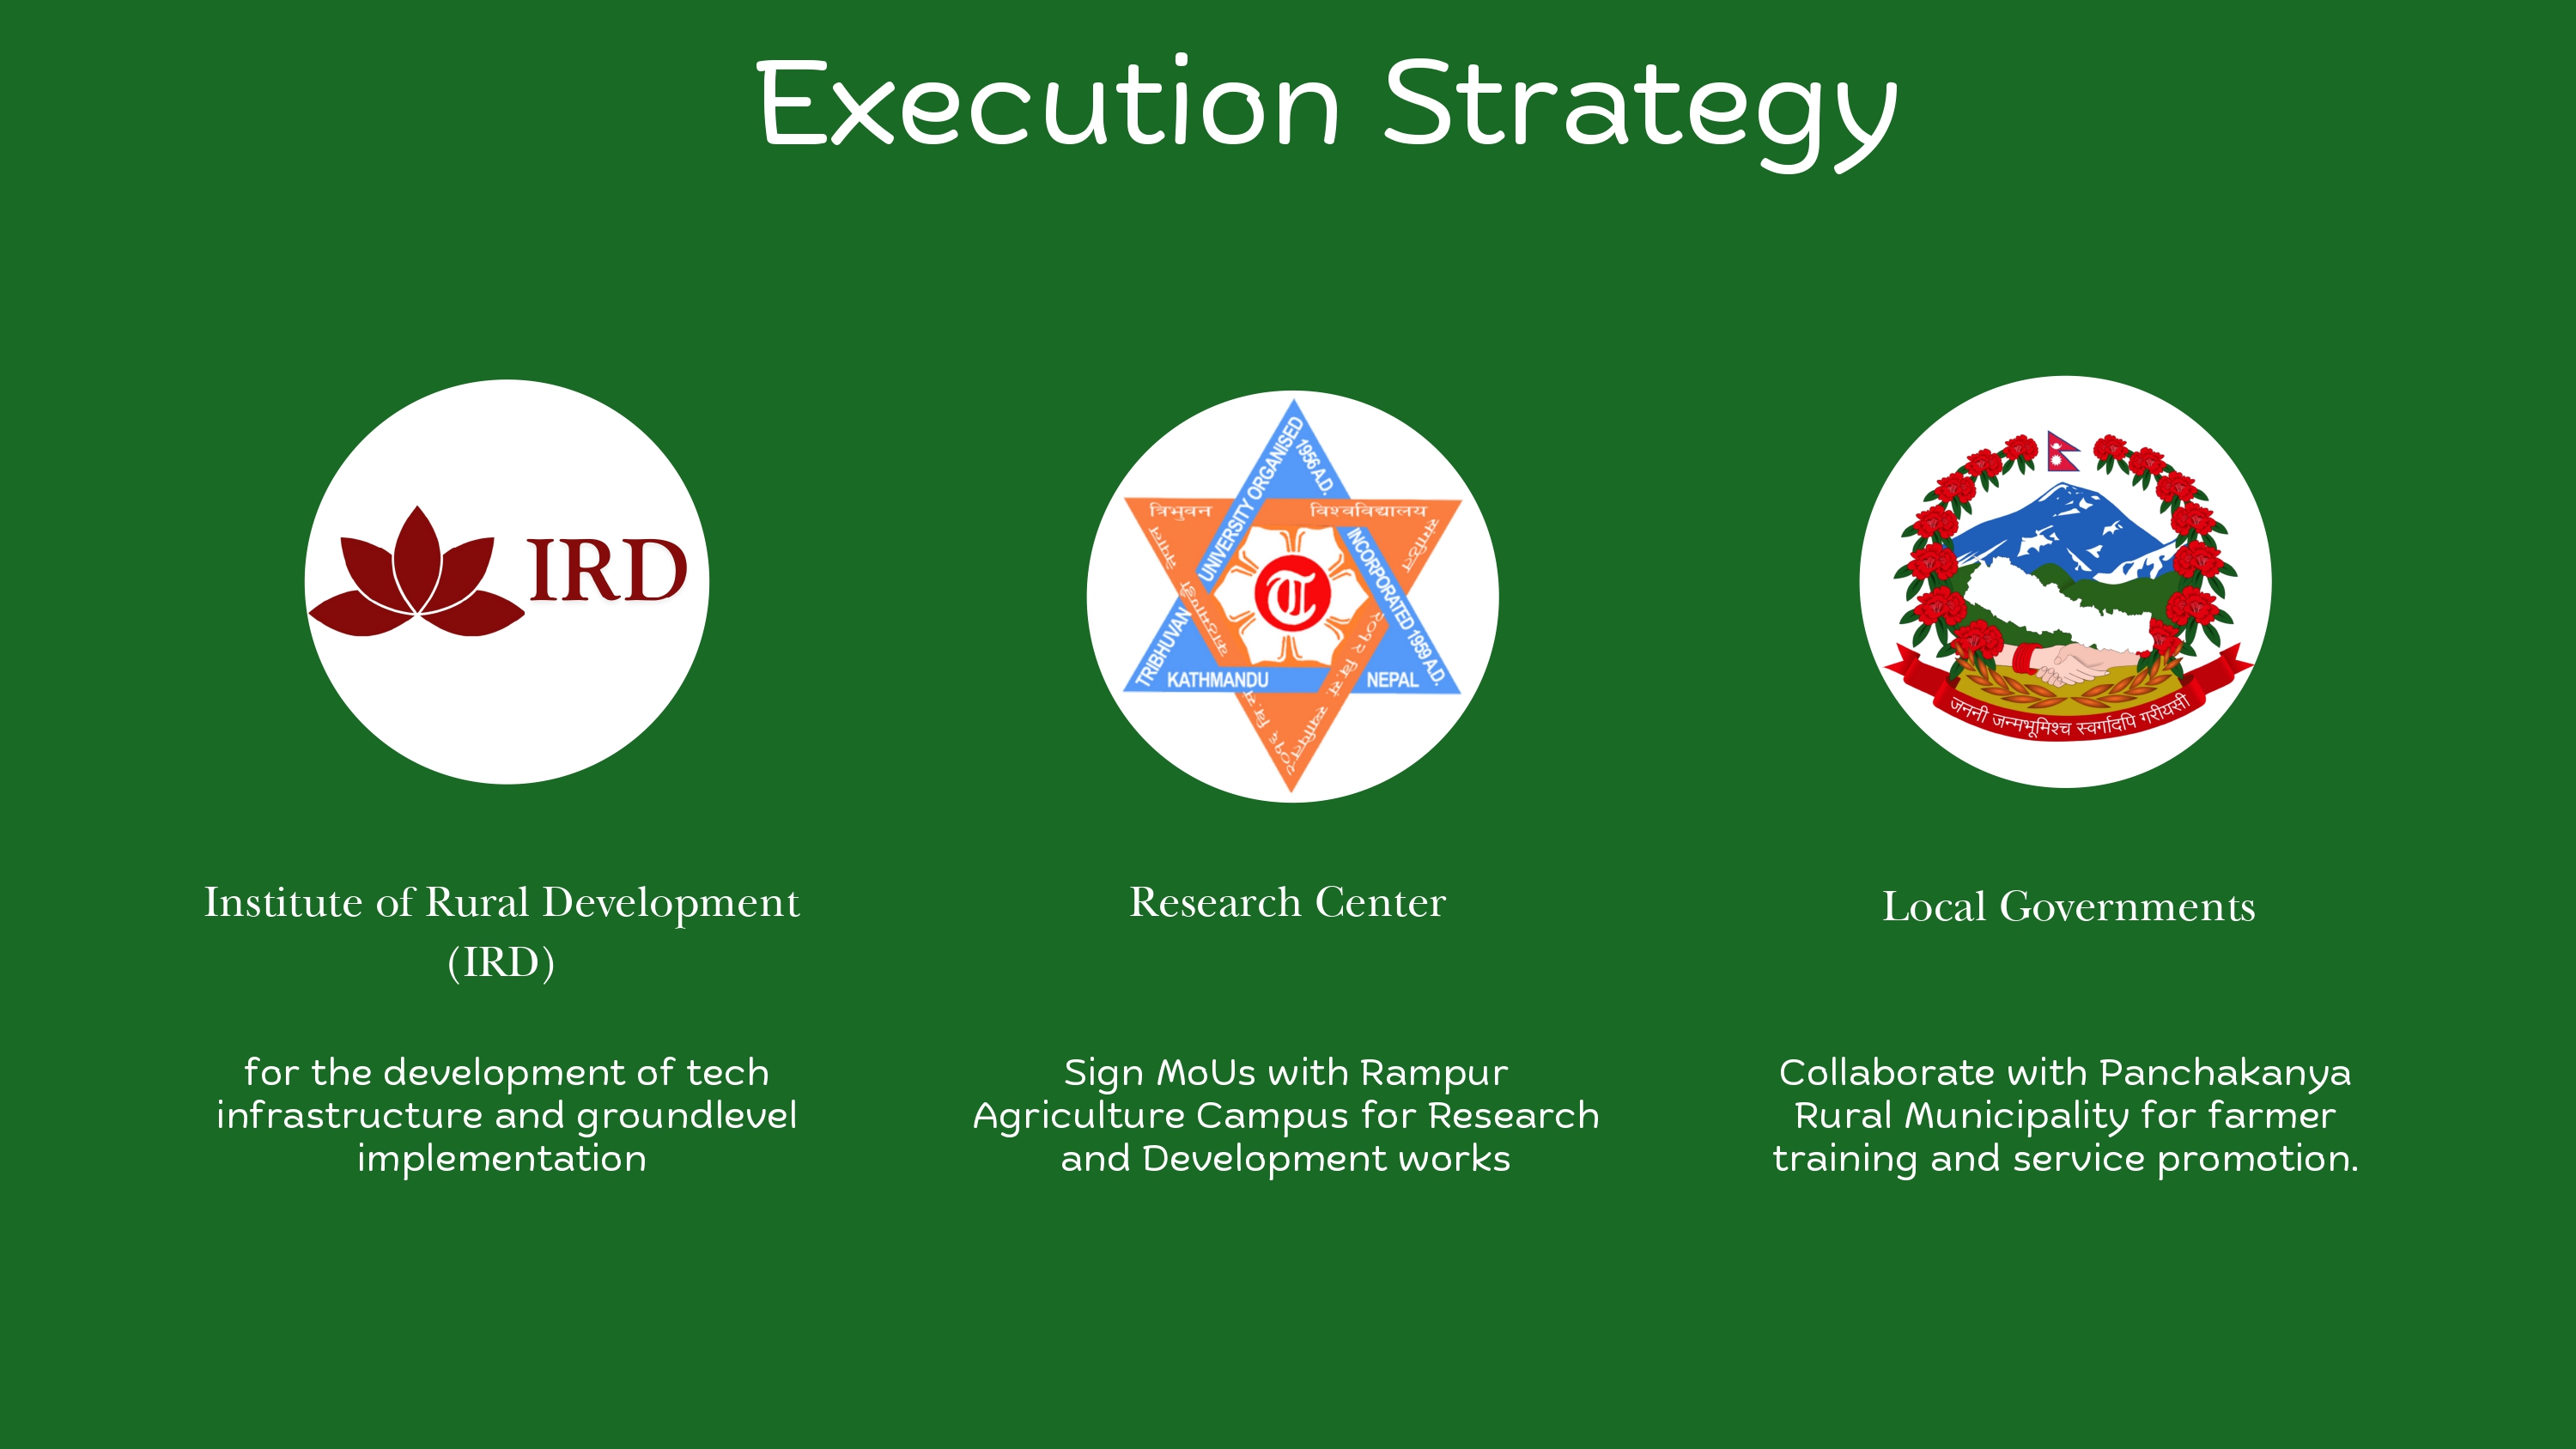 Execution Strategy
IRD
त्रिभुवन विश्वविद्यालय
UNIVERSITY ORGANISED
1956 A.D.
INCORPORATED 1959 A.D.
TRIBHUVAN
KATHMANDU
NEPAL
नेपाल
काठमाण्डू
संगठित
२०१२ वि.सं.
स्थापित
T
जननी जन्मभूमिश्च स्वर्गादपि गरीयसी
Institute of Rural Development
(IRD)
for the development of tech
infrastructure and groundlevel
implementation
Research Center
Sign MoUs with Rampur
Agriculture Campus for Research
and Development works
Local Governments
Collaborate with Panchakanya
Rural Municipality for farmer
training and service promotion.